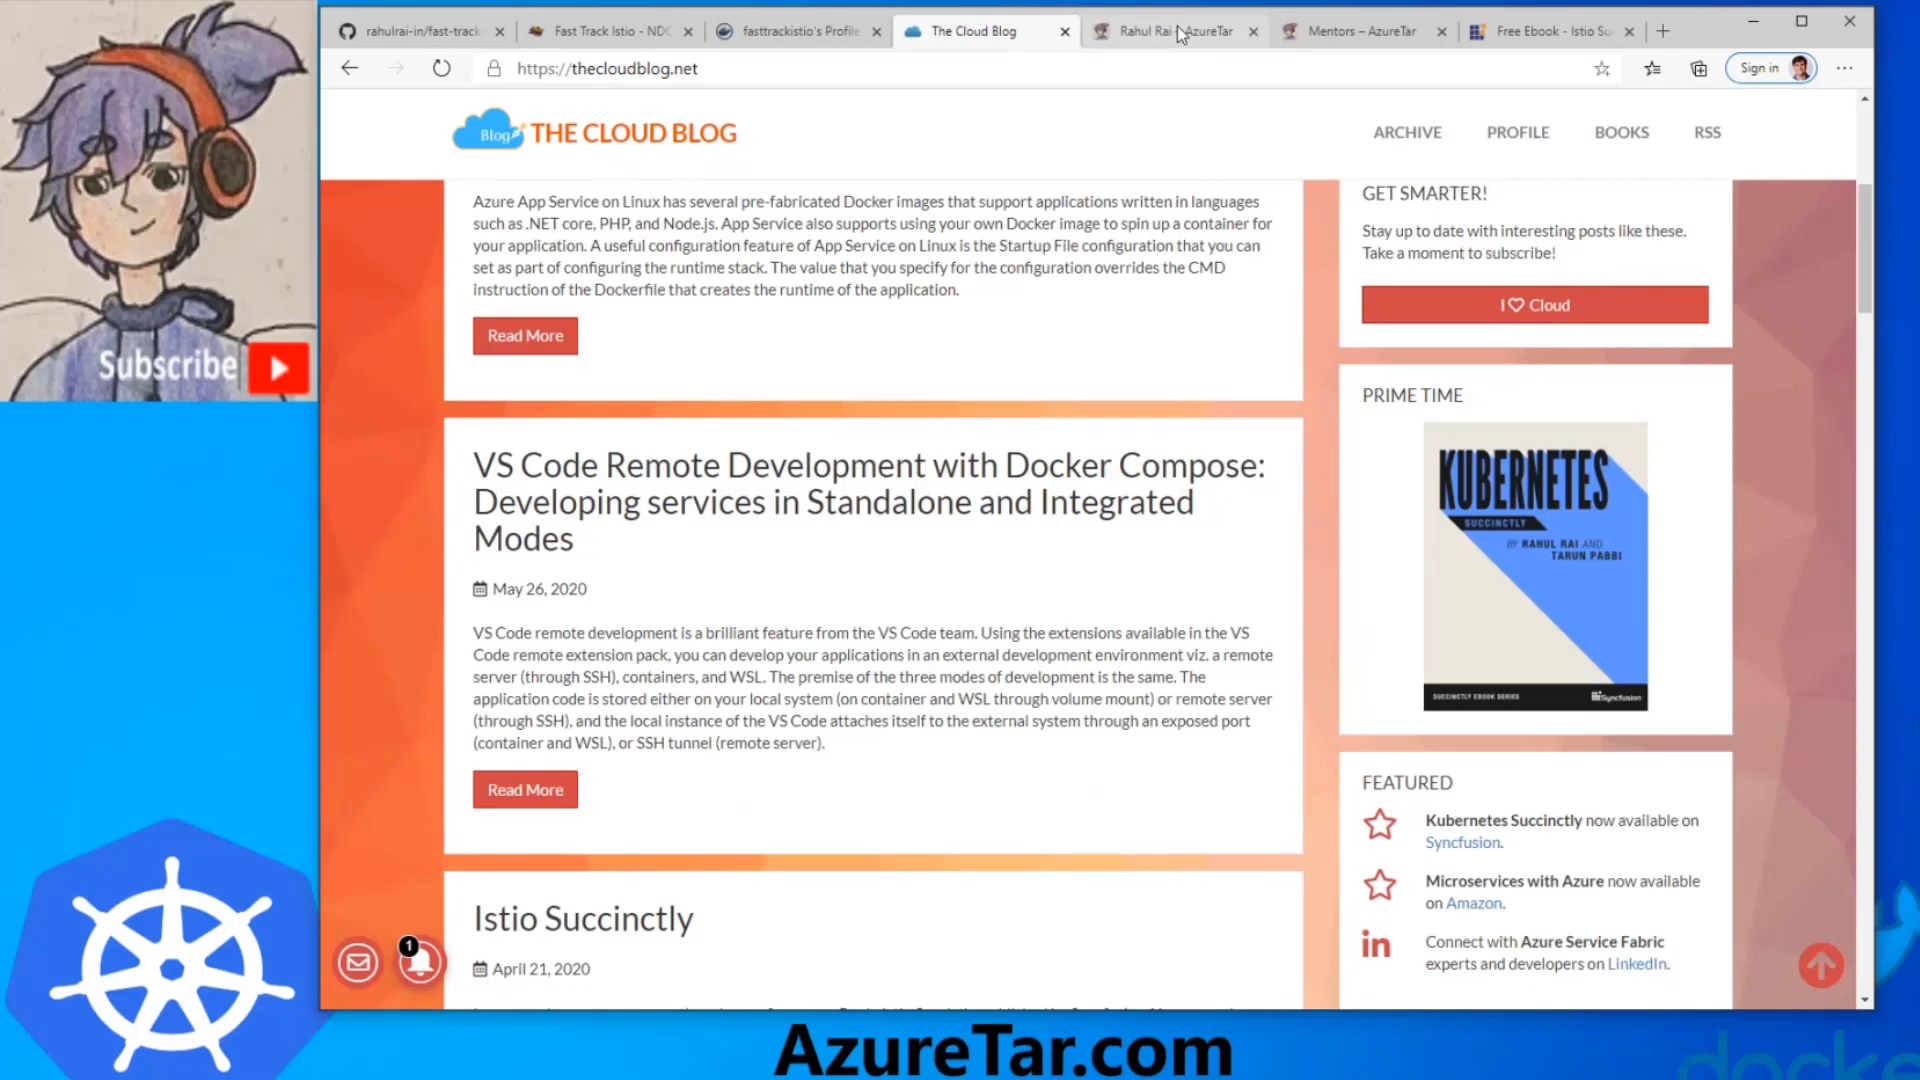 rahulrai-in/fast-track
Fast Track Istio - NDC
fasttrackistio's Profile
The Cloud Blog
Rahul Rai – AzureTar
Mentors – AzureTar
Free Ebook - Istio Su
https://thecloudblog.net
Sign in
Blog
THE CLOUD BLOG
ARCHIVE
PROFILE
BOOKS
RSS
Azure App Service on Linux has several pre-fabricated Docker images that support applications written in languages
such as .NET core, PHP, and Node.js. App Service also supports using your own Docker image to spin up a container for
your application. A useful configuration feature of App Service on Linux is the Startup File configuration that you can
set as part of configuring the runtime stack. The value that you specify for the configuration overrides the CMD
instruction of the Dockerfile that creates the runtime of the application.
Read More
VS Code Remote Development with Docker Compose:
Developing services in Standalone and Integrated
Modes
May 26, 2020
VS Code remote development is a brilliant feature from the VS Code team. Using the extensions available in the VS
Code remote extension pack, you can develop your applications in an external development environment viz. a remote
server (through SSH), containers, and WSL. The premise of the three modes of development is the same. The
application code is stored either on your local system (on container and WSL through volume mount) or remote server
(through SSH), and the local instance of the VS Code attaches itself to the external system through an exposed port
(container and WSL), or SSH tunnel (remote server).
Read More
Istio Succinctly
April 21, 2020
GET SMARTER!
Stay up to date with interesting posts like these.
Take a moment to subscribe!
I ♡ Cloud
PRIME TIME
KUBERNETES
SUCCINCTLY
BY RAHUL RAI AND
TARUN PABBI
SUCCINCTLY EBOOK SERIES
Syncfusion
FEATURED
Kubernetes Succinctly now available on
Syncfusion.
Microservices with Azure now available
on Amazon.
in
Connect with Azure Service Fabric
experts and developers on LinkedIn.
1
Subscribe
AzureTar.com
docke